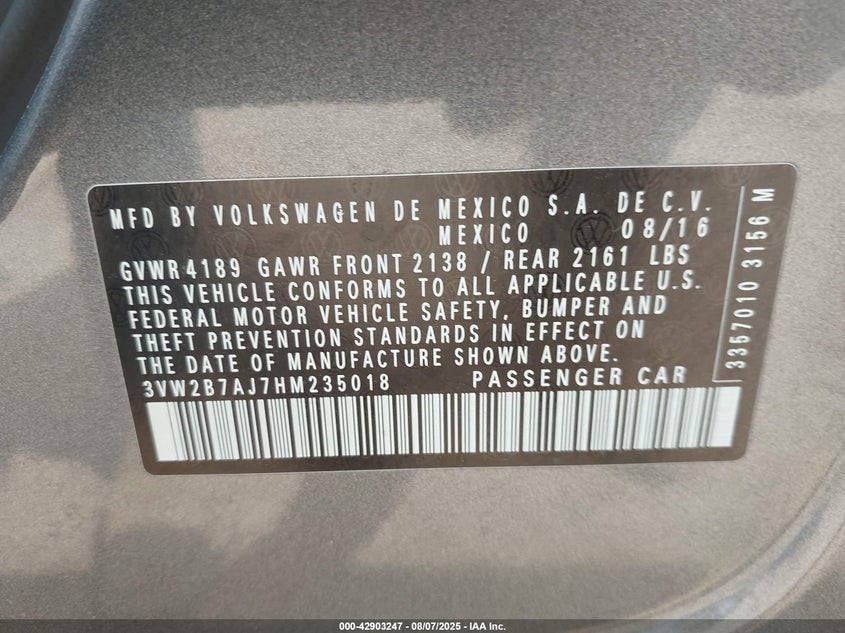 MFD BY VOLKSWAGEN DE MEXICO S.A. DE C.V.
MEXICO 08/16
GVWR 4189 GAWR FRONT 2138 / REAR 2161 LBS
THIS VEHICLE CONFORMS TO ALL APPLICABLE U.S.
FEDERAL MOTOR VEHICLE SAFETY, BUMPER AND
THEFT PREVENTION STANDARDS IN EFFECT ON
THE DATE OF MANUFACTURE SHOWN ABOVE.
3VW2B7AJ7HM235018 PASSENGER CAR
3357010 3156 M
000-42903247 - 08/07/2025 - IAA Inc.